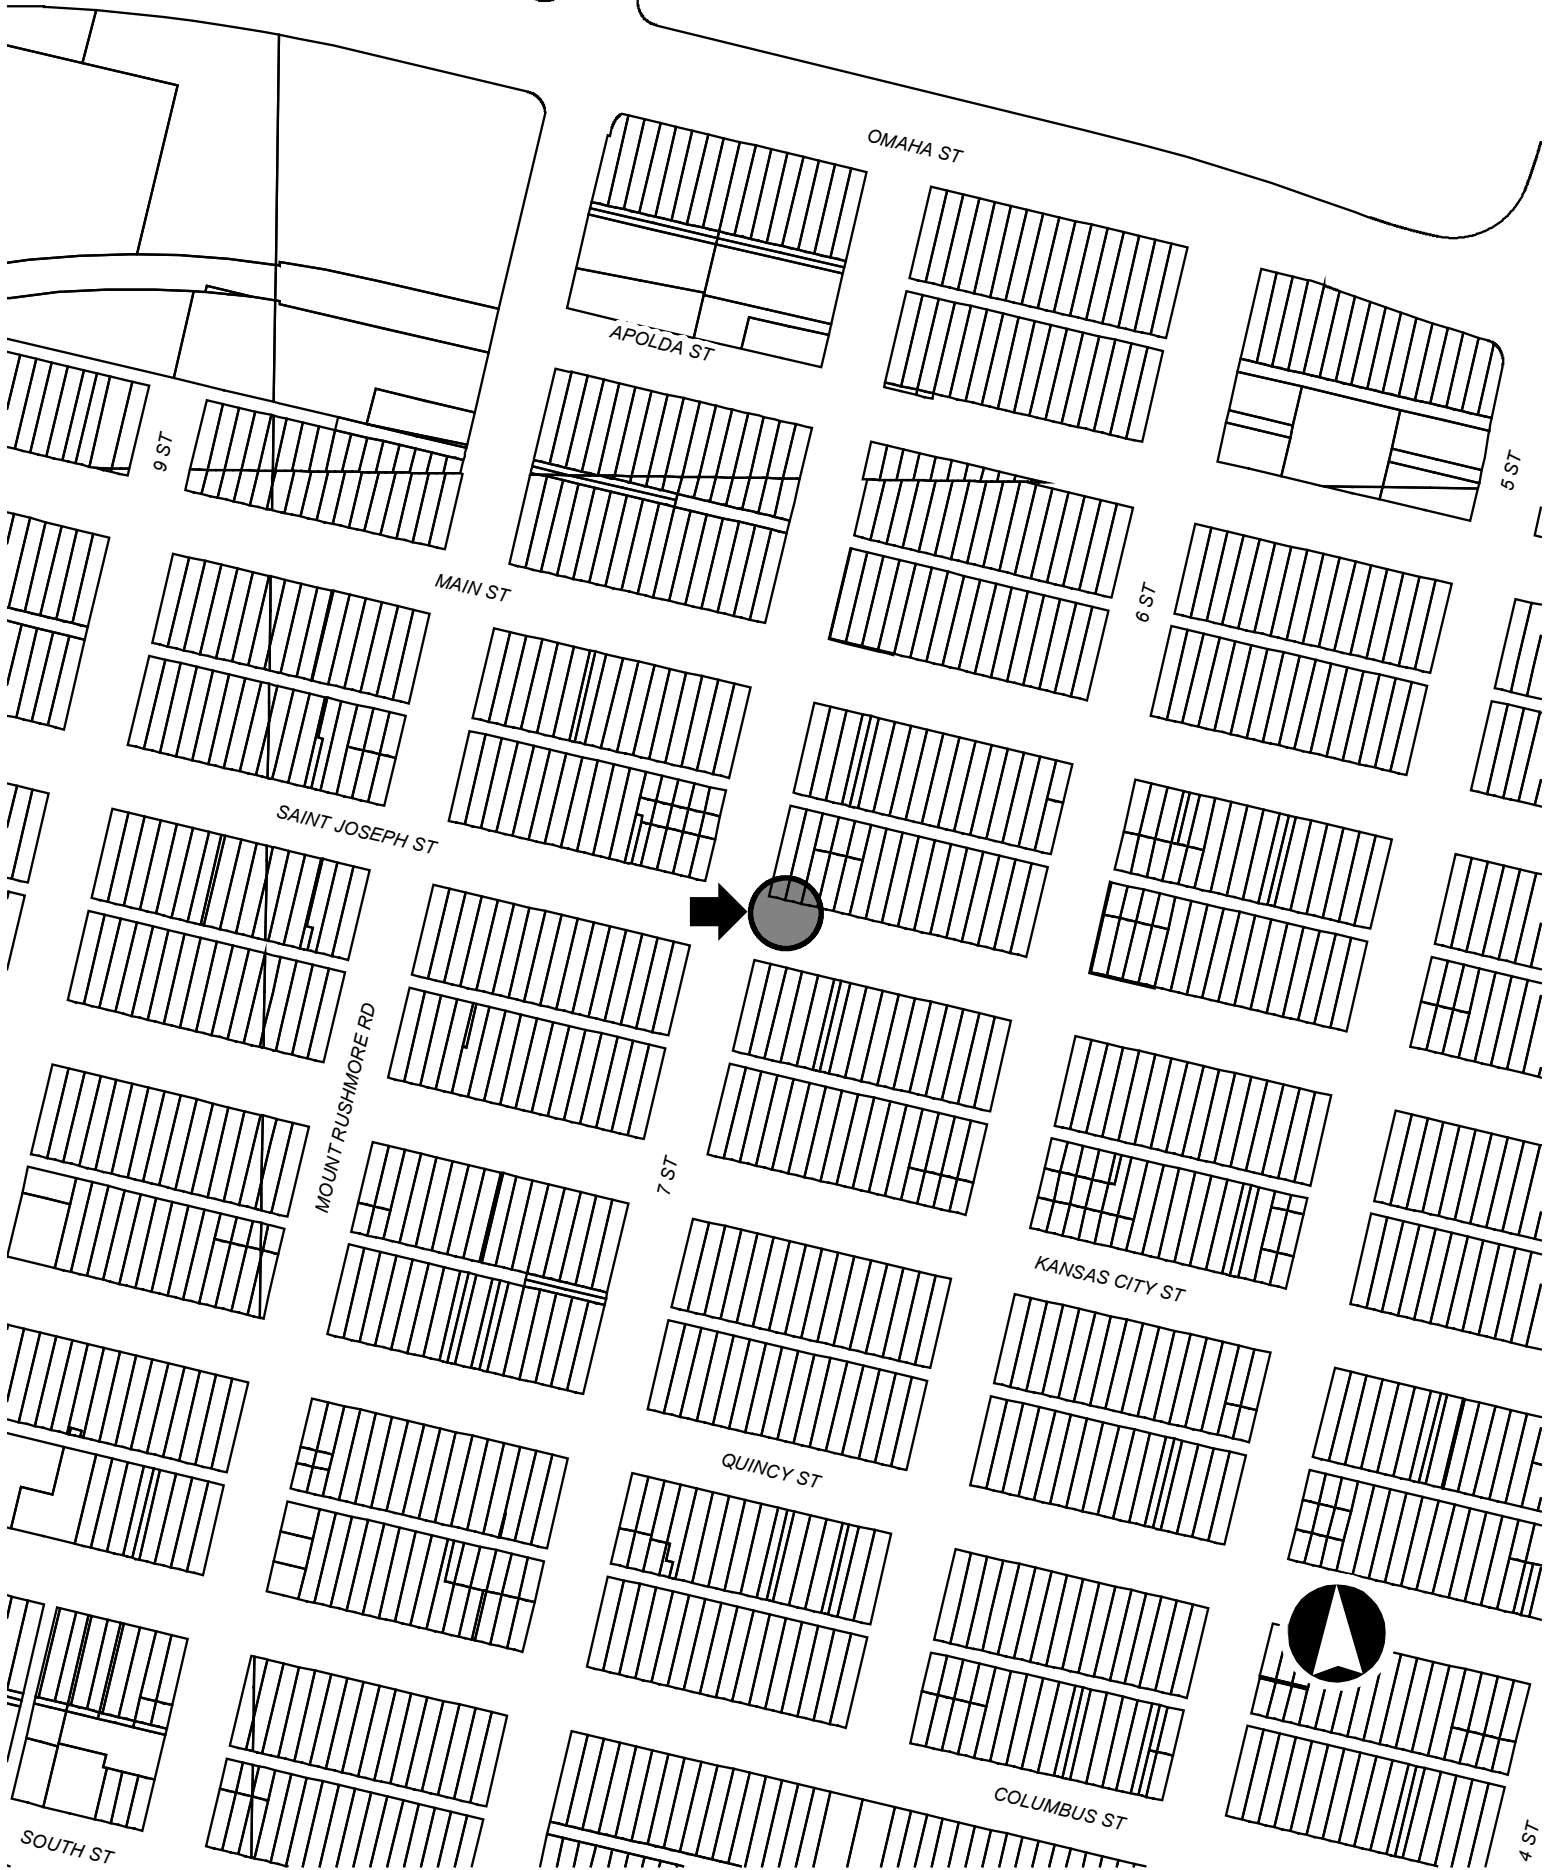 OMAHA ST
APOLDA ST
9 ST
5 ST
MAIN ST
6 ST
SAINT JOSEPH ST
MOUNT RUSHMORE RD
7 ST
KANSAS CITY ST
QUINCY ST
COLUMBUS ST
SOUTH ST
4 ST